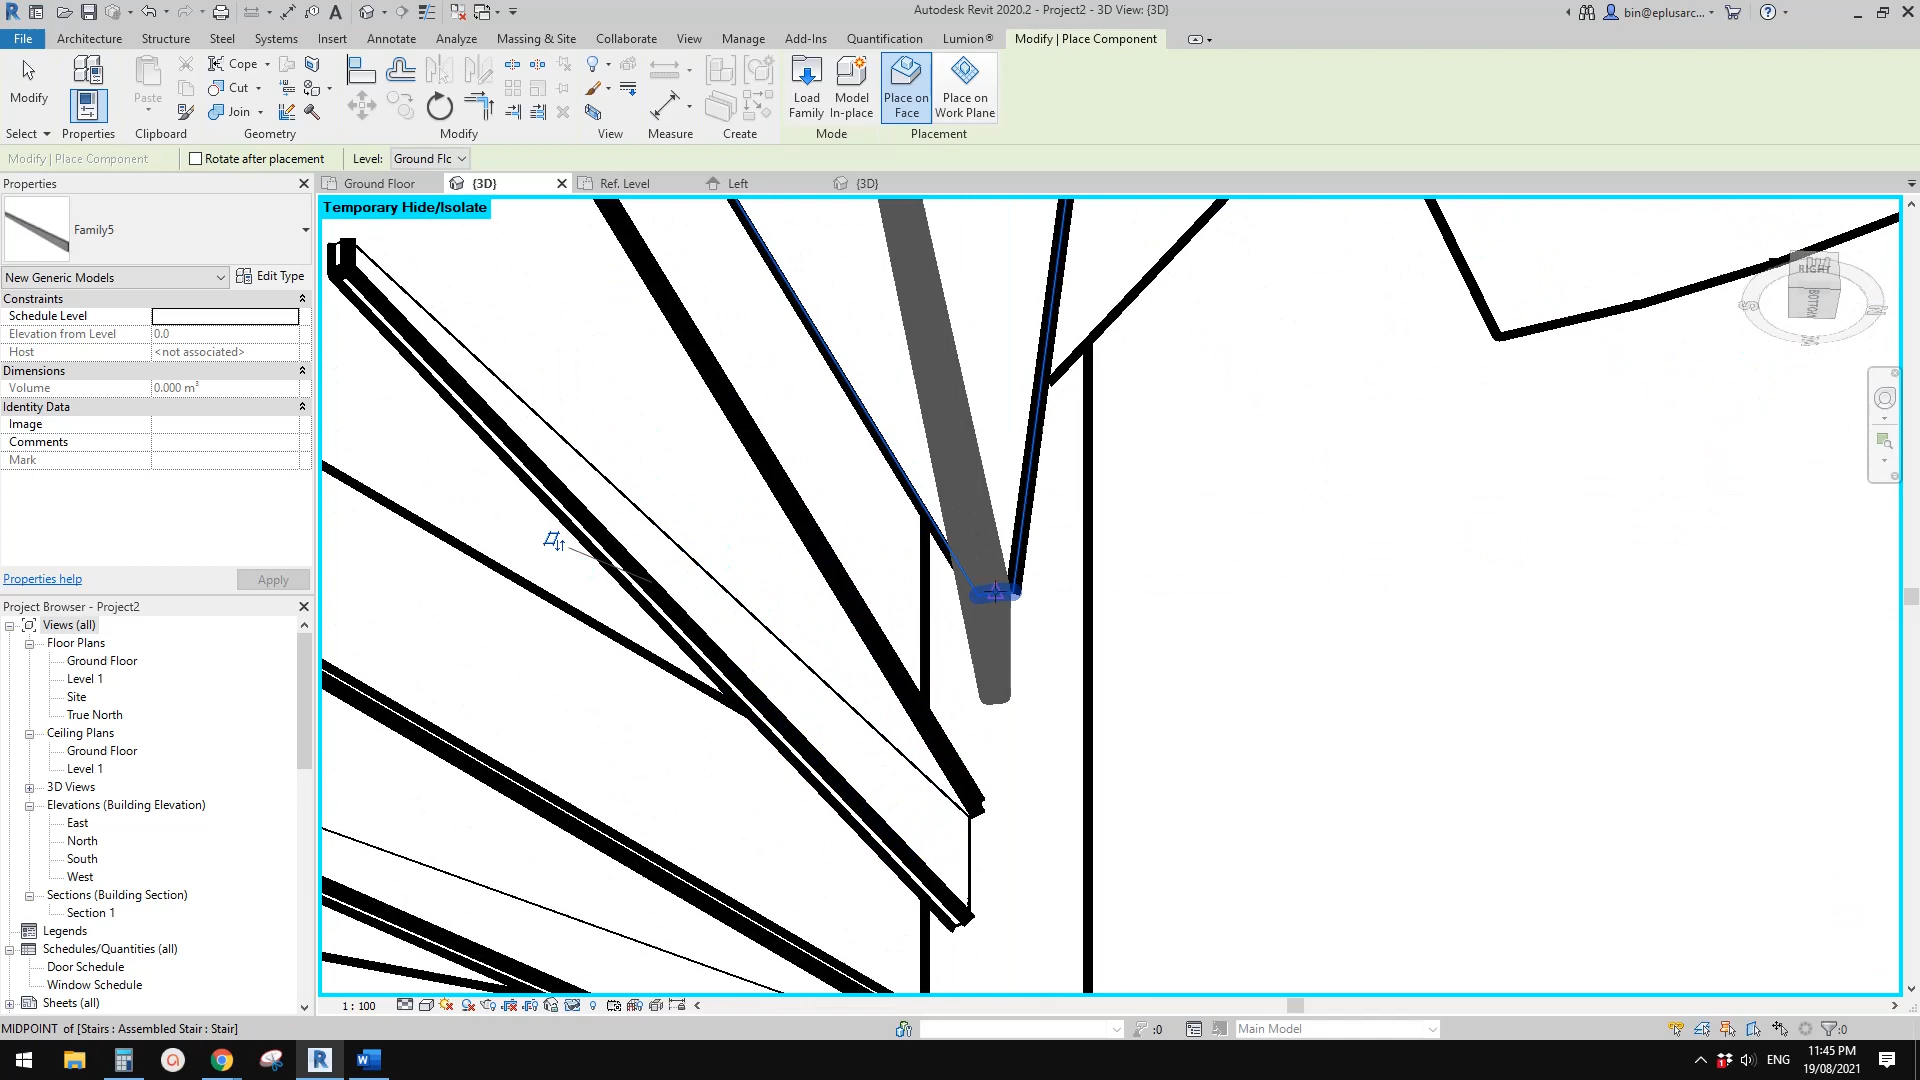 Autodesk Revit 2020.2 - Project2 - 3D View: {3D}
bin@eplusarc...
File
Architecture
Structure
Steel
Systems
Insert
Annotate
Analyze
Massing & Site
Collaborate
View
Manage
Add-Ins
Quantification
Lumion®
Modify | Place Component
Modify
Paste
Cope
Cut
Join
Load Family
Model In-place
Place on Face
Place on Work Plane
Select
Properties
Clipboard
Geometry
Modify
View
Measure
Create
Mode
Placement
Modify | Place Component
Rotate after placement
Level:
Ground Flc
Properties
Ground Floor
{3D}
Ref. Level
Left
{3D}
Temporary Hide/Isolate
Family5
New Generic Models
Edit Type
Constraints
Schedule Level
Elevation from Level 0.0
Host <not associated>
Dimensions
Volume 0.000 m³
Identity Data
Image
Comments
Mark
Properties help
Apply
Project Browser - Project2
Views (all)
Floor Plans
Ground Floor
Level 1
Site
True North
Ceiling Plans
Ground Floor
Level 1
3D Views
Elevations (Building Elevation)
East
North
South
West
Sections (Building Section)
Section 1
Legends
Schedules/Quantities (all)
Door Schedule
Window Schedule
Sheets (all)
RIGHT
BOTTOM
1 : 100
MIDPOINT of [Stairs : Assembled Stair : Stair]
:0
Main Model
:0
ENG
11:45 PM
19/08/2021